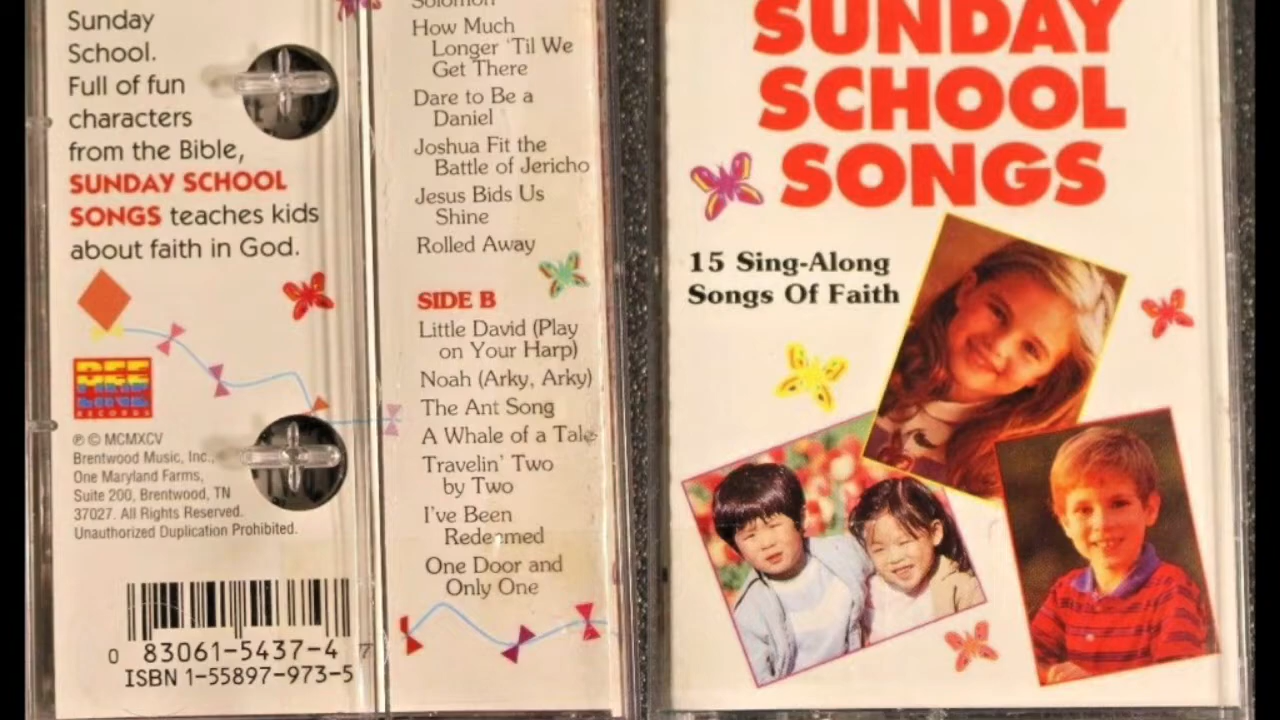 Sunday
School.
Full of fun
characters
from the Bible,
SUNDAY SCHOOL
SONGS teaches kids
about faith in God.
RECORDS
℗ © MCMXCV
Brentwood Music, Inc.,
One Maryland Farms,
Suite 200, Brentwood, TN
37027. All Rights Reserved.
Unauthorized Duplication Prohibited.
0 83061-5437-4 7
ISBN 1-55897-973-5
Solomon
How Much
Longer 'Til We
Get There
Dare to Be a
Daniel
Joshua Fit the
Battle of Jericho
Jesus Bids Us
Shine
Rolled Away
SIDE B
Little David (Play
on Your Harp)
Noah (Arky, Arky)
The Ant Song
A Whale of a Tale
Travelin' Two
by Two
I've Been
Redeemed
One Door and
Only One
SUNDAY
SCHOOL
SONGS
15 Sing-Along
Songs Of Faith